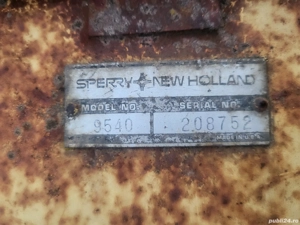 SPERRY NEW HOLLAND
MODEL NO. SERIAL NO.
9540 208752
publi24.ro